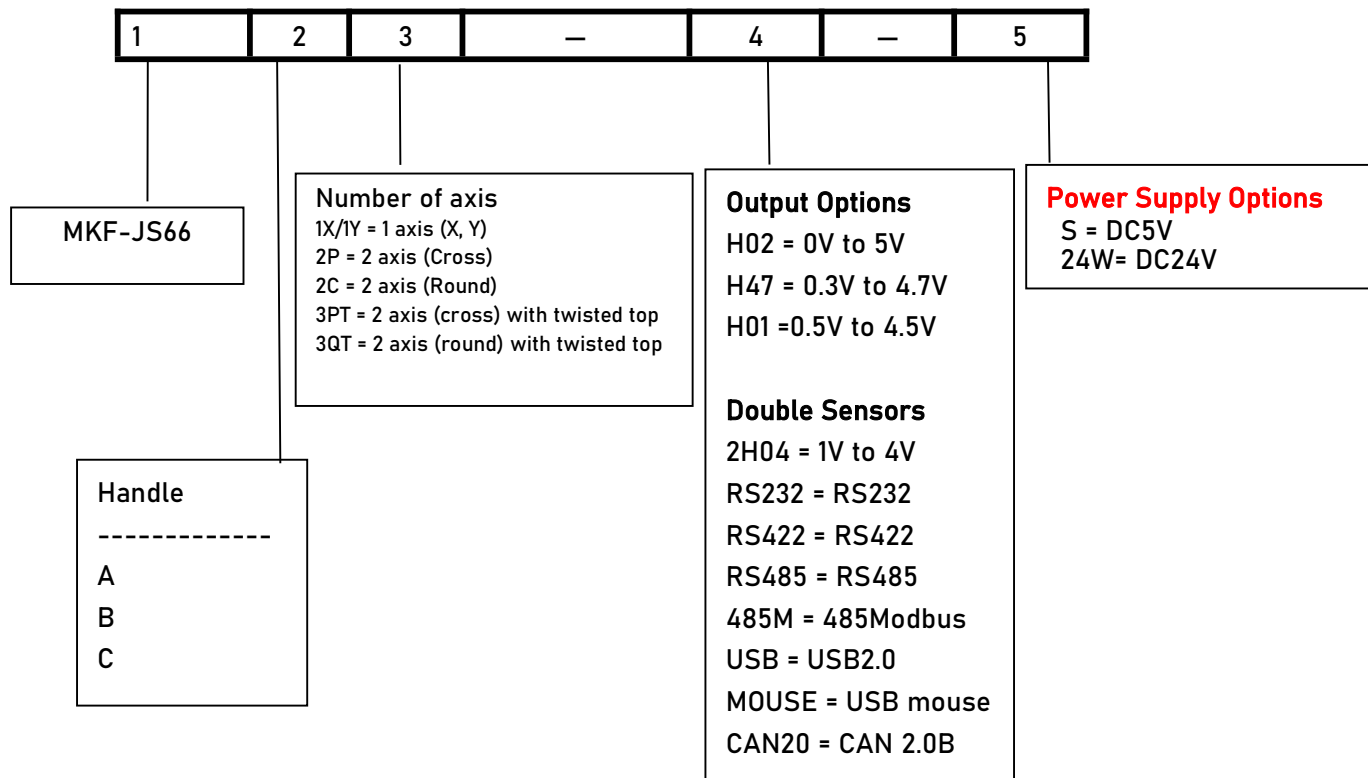 1 2 3 — 4 — 5
MKF-JS66
Number of axis
1X/1Y = 1 axis (X, Y)
2P = 2 axis (Cross)
2C = 2 axis (Round)
3PT = 2 axis (cross) with twisted top
3QT = 2 axis (round) with twisted top
Output Options
H02 = 0V to 5V
H47 = 0.3V to 4.7V
H01 =0.5V to 4.5V
Double Sensors
2H04 = 1V to 4V
RS232 = RS232
RS422 = RS422
RS485 = RS485
485M = 485Modbus
USB = USB2.0
MOUSE = USB mouse
CAN20 = CAN 2.0B
Power Supply Options
S = DC5V
24W= DC24V
Handle
-------------
A
B
C